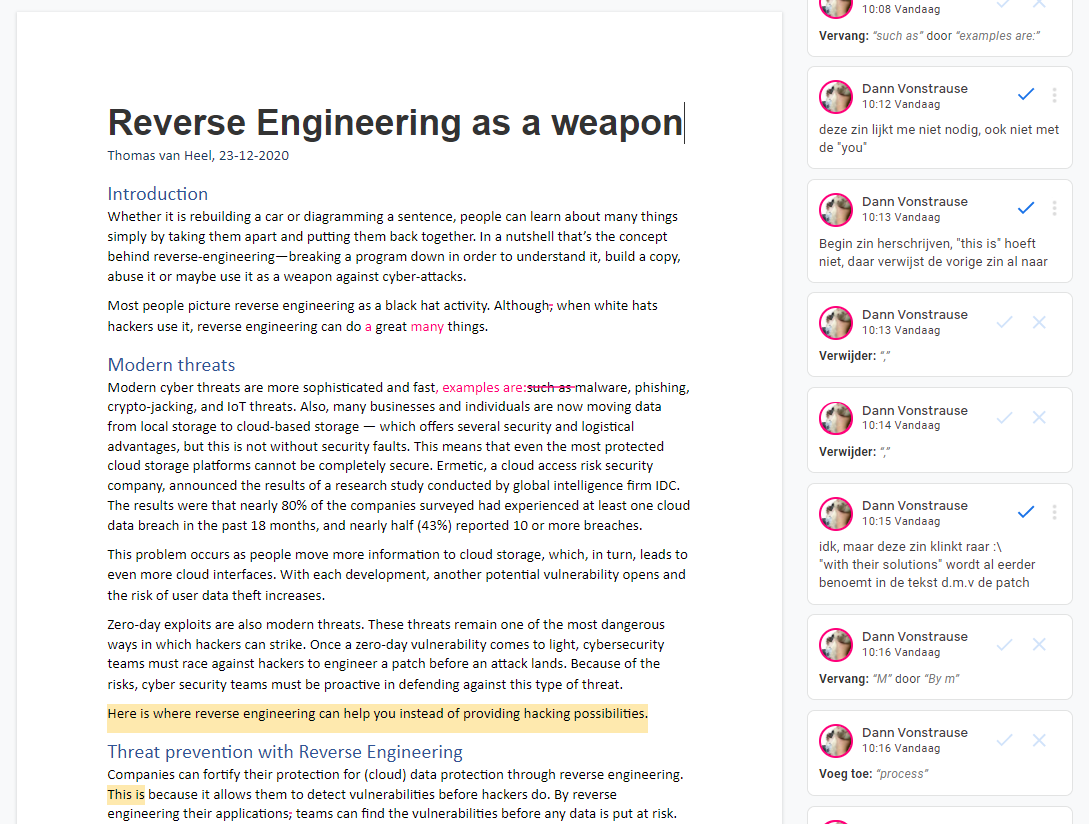 Reverse Engineering as a weapon
Thomas van Heel, 23-12-2020
Introduction
Whether it is rebuilding a car or diagramming a sentence, people can learn about many things
simply by taking them apart and putting them back together. In a nutshell that’s the concept
behind reverse-engineering—breaking a program down in order to understand it, build a copy,
abuse it or maybe use it as a weapon against cyber-attacks.
Most people picture reverse engineering as a black hat activity. Although, when white hats
hackers use it, reverse engineering can do a great many things.
Modern threats
Modern cyber threats are more sophisticated and fast, examples are:such as malware, phishing,
crypto-jacking, and IoT threats. Also, many businesses and individuals are now moving data
from local storage to cloud-based storage — which offers several security and logistical
advantages, but this is not without security faults. This means that even the most protected
cloud storage platforms cannot be completely secure. Ermetic, a cloud access risk security
company, announced the results of a research study conducted by global intelligence firm IDC.
The results were that nearly 80% of the companies surveyed had experienced at least one cloud
data breach in the past 18 months, and nearly half (43%) reported 10 or more breaches.
This problem occurs as people move more information to cloud storage, which, in turn, leads to
even more cloud interfaces. With each development, another potential vulnerability opens and
the risk of user data theft increases.
Zero-day exploits are also modern threats. These threats remain one of the most dangerous
ways in which hackers can strike. Once a zero-day vulnerability comes to light, cybersecurity
teams must race against hackers to engineer a patch before an attack lands. Because of the
risks, cyber security teams must be proactive in defending against this type of threat.
Here is where reverse engineering can help you instead of providing hacking possibilities.
Threat prevention with Reverse Engineering
Companies can fortify their protection for (cloud) data protection through reverse engineering.
This is because it allows them to detect vulnerabilities before hackers do. By reverse
engineering their applications; teams can find the vulnerabilities before any data is put at risk.
10:08 Vandaag
Vervang: “such as” door “examples are:”
Dann Vonstrause
10:12 Vandaag
deze zin lijkt me niet nodig, ook niet met
de "you"
Dann Vonstrause
10:13 Vandaag
Begin zin herschrijven, "this is" hoeft
niet, daar verwijst de vorige zin al naar
Dann Vonstrause
10:13 Vandaag
Verwijder: “,”
Dann Vonstrause
10:14 Vandaag
Verwijder: “,”
Dann Vonstrause
10:15 Vandaag
idk, maar deze zin klinkt raar :\
"with their solutions" wordt al eerder
benoemt in de tekst d.m.v de patch
Dann Vonstrause
10:16 Vandaag
Vervang: “M” door “By m”
Dann Vonstrause
10:16 Vandaag
Voeg toe: “process”